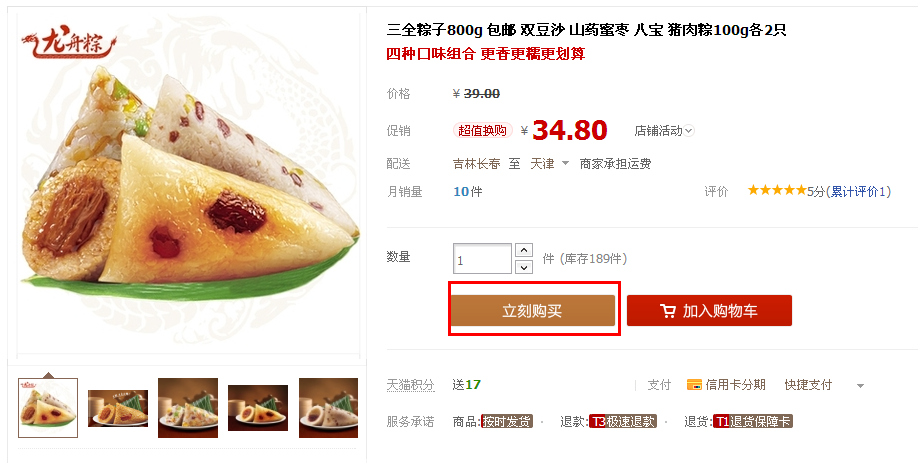 龙舟粽
三全粽子800g 包邮 双豆沙 山药蜜枣 八宝 猪肉粽100g各2只
四种口味组合 更香更糯更划算
价格 ¥ 39.00
促销 超值换购 ¥ 34.80 店铺活动
配送 吉林长春 至 天津 商家承担运费
月销量 10件 评价 5分(累计评价1)
数量 1 件 (库存189件)
立刻购买 加入购物车
天猫积分 送17 支付 信用卡分期 快捷支付
服务承诺 商品:按时发货 · 退款:T3极速退款 · 退货:T1退货保障卡